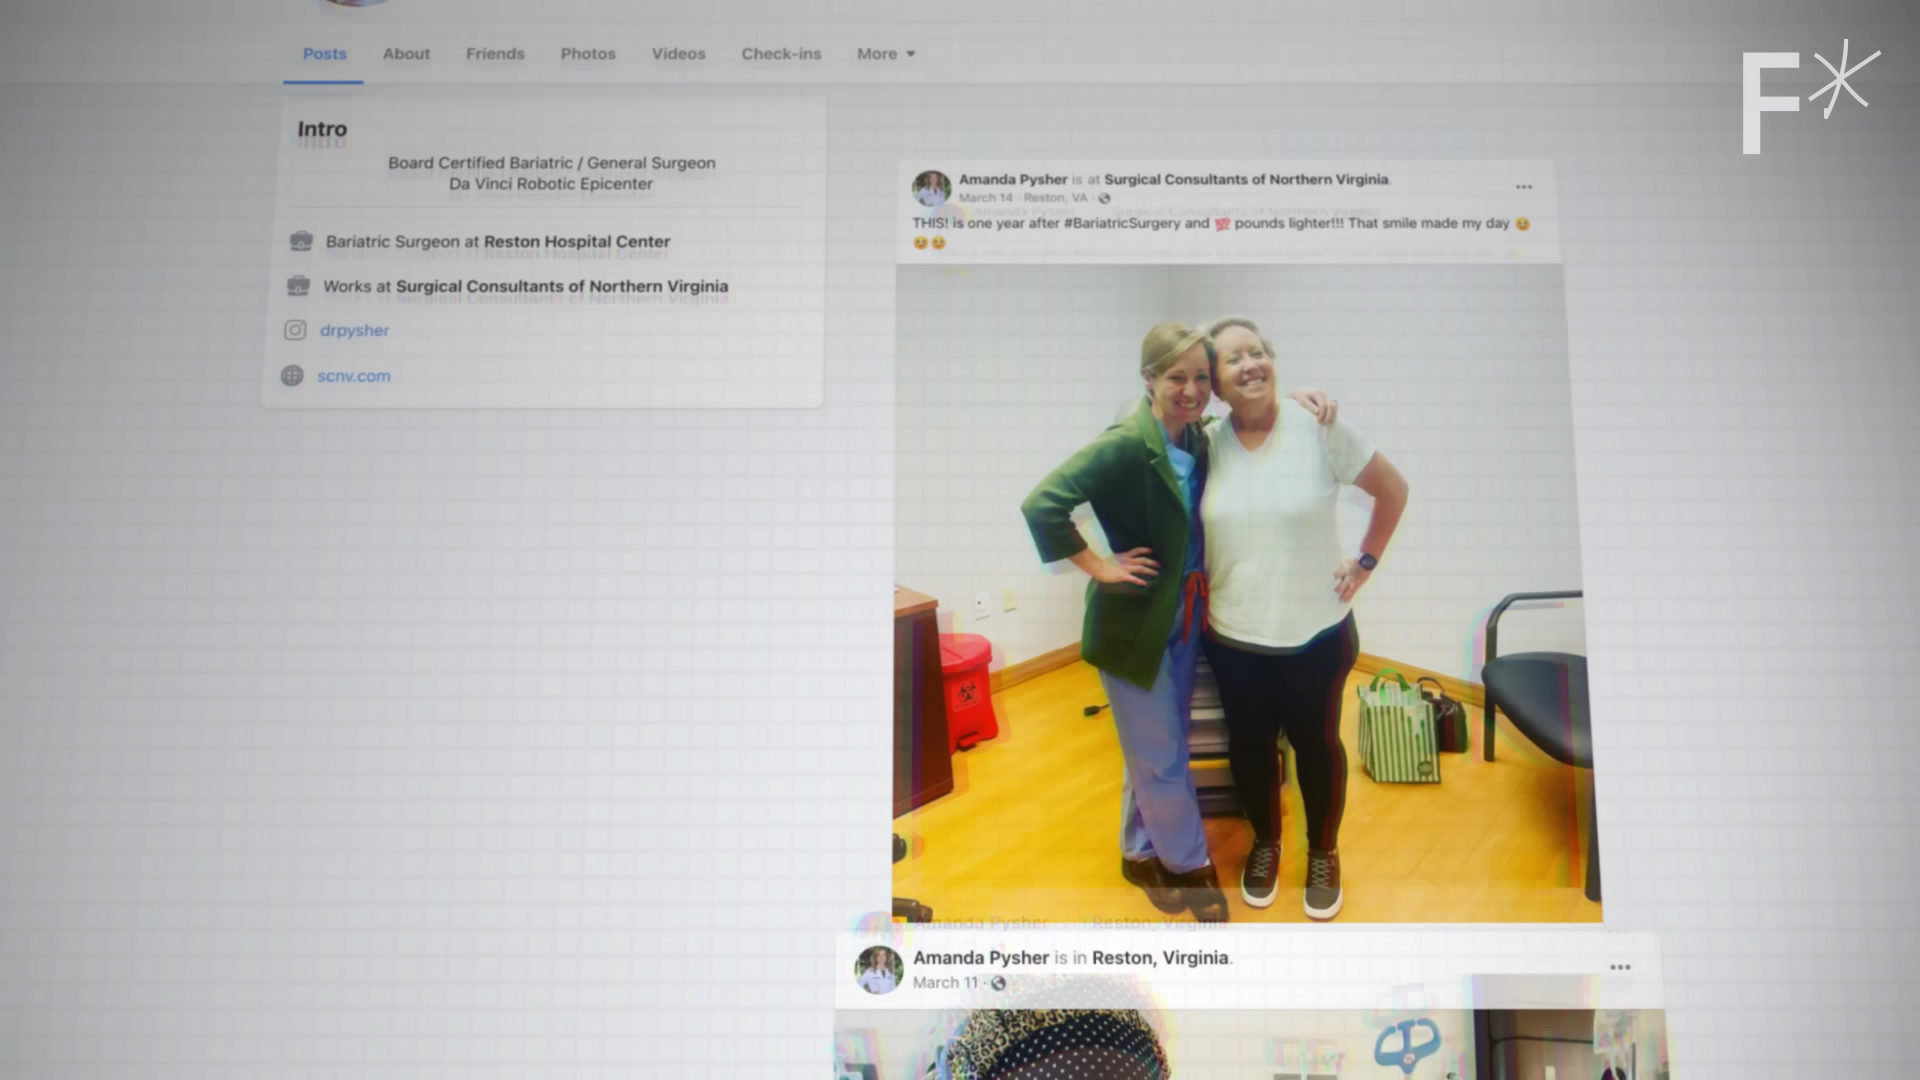 Posts About Friends Photos Videos Check-ins More
F*
Intro
Board Certified Bariatric / General Surgeon
Da Vinci Robotic Epicenter
Bariatric Surgeon at Reston Hospital Center
Works at Surgical Consultants of Northern Virginia
drpysher
scnv.com
Amanda Pysher is at Surgical Consultants of Northern Virginia.
March 14 · Reston, VA ·
THIS! is one year after #BariatricSurgery and 💯 pounds lighter!!! That smile made my day
Amanda Pysher is in Reston, Virginia.
March 11 ·